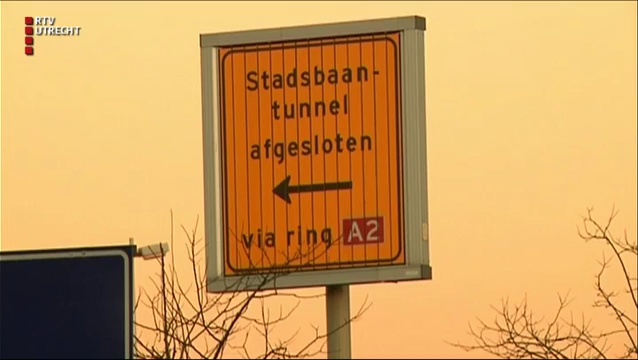 RTV
UTRECHT
Stadsbaan-
tunnel
afgesloten
via ring A2